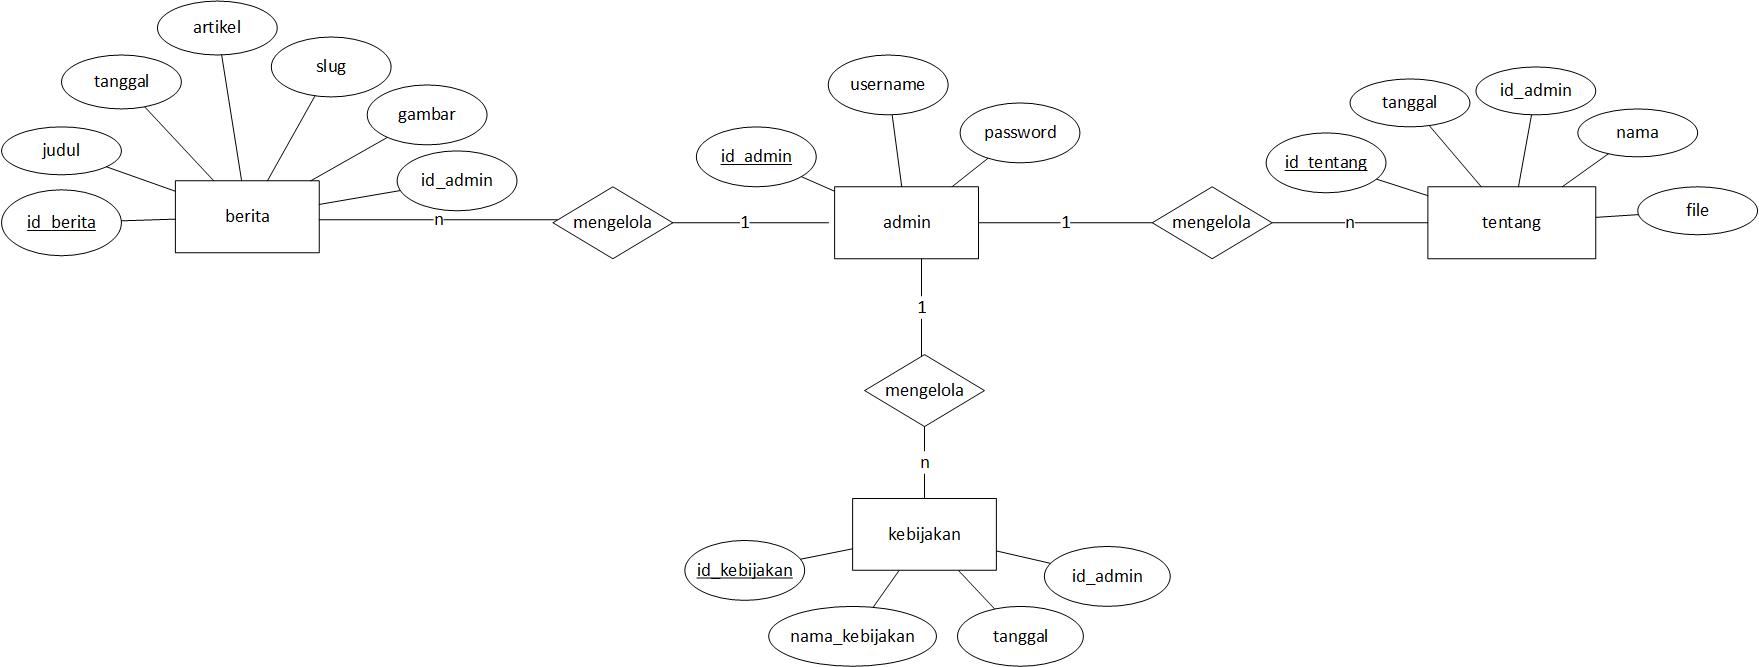 artikel
slug
tanggal
gambar
judul
id_admin
id_berita
berita
n
mengelola
1
username
password
id_admin
admin
1
mengelola
n
tanggal
id_admin
nama
id_tentang
file
tentang
1
mengelola
n
kebijakan
id_kebijakan
id_admin
nama_kebijakan
tanggal